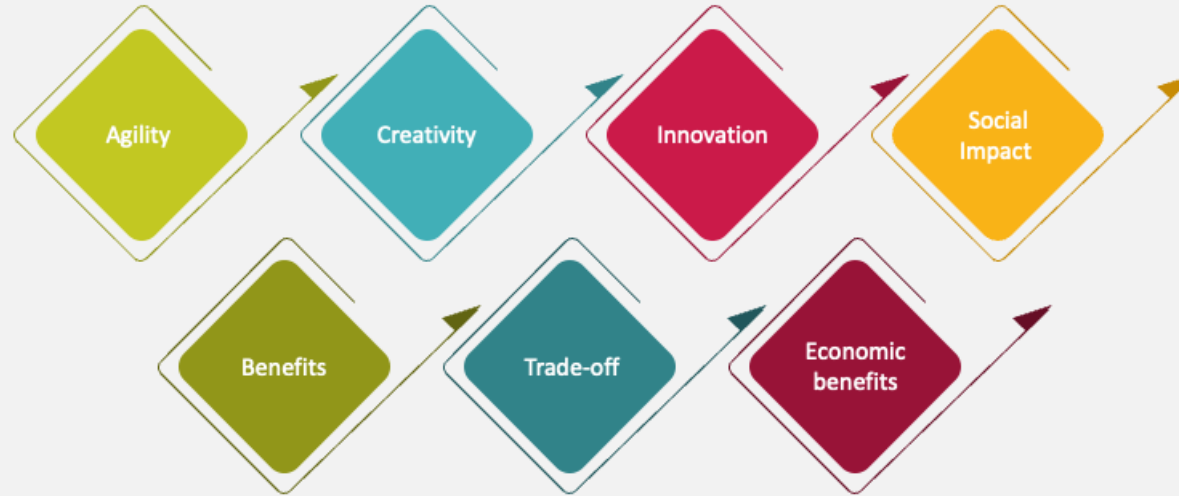 Agility
Creativity
Innovation
Social
Impact
Benefits
Trade-off
Economic
benefits